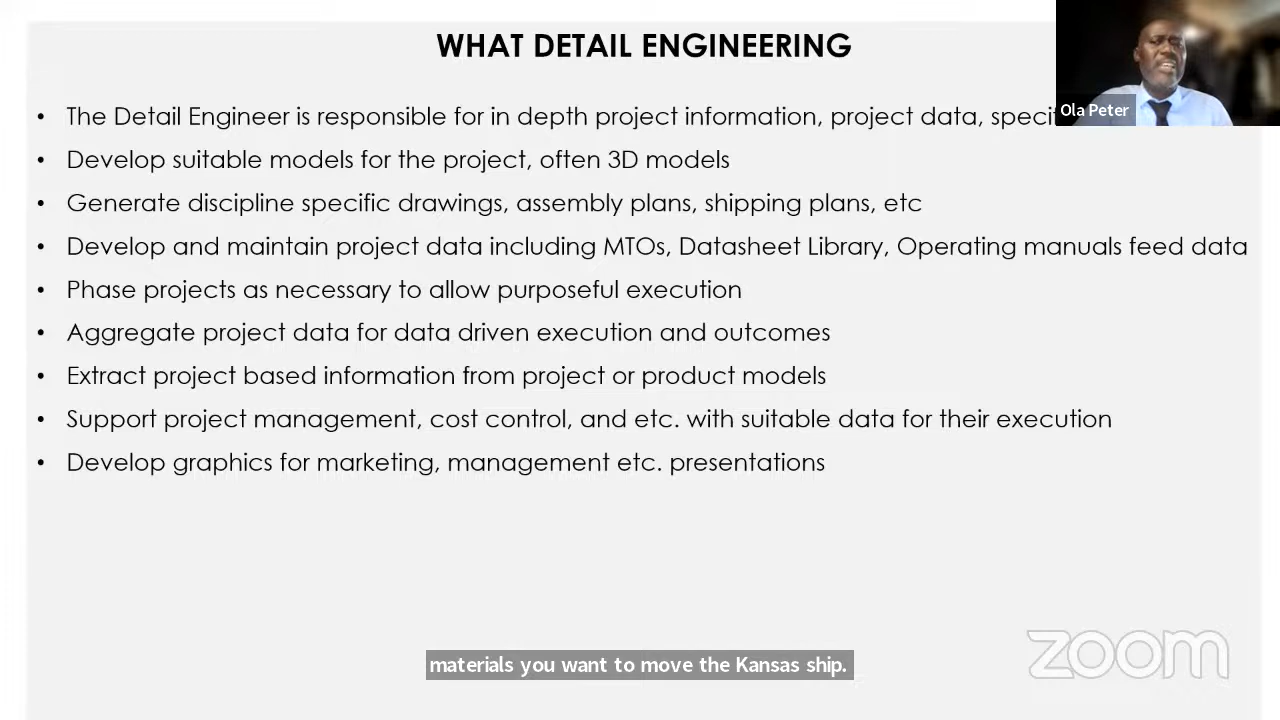 WHAT DETAIL ENGINEERING
• The Detail Engineer is responsible for in depth project information, project data,
Ola Peter
• Develop suitable models for the project, often 3D models
• Generate discipline specific drawings, assembly plans, shipping plans, etc
• Develop and maintain project data including MTOs, Datasheet Library, Operating manuals feed data
• Phase projects as necessary to allow purposeful execution
• Aggregate project data for data driven execution and outcomes
• Extract project based information from project or product models
• Support project management, cost control, and etc. with suitable data for their execution
• Develop graphics for marketing, management etc. presentations
materials you want to move the Kansas ship.
zoom